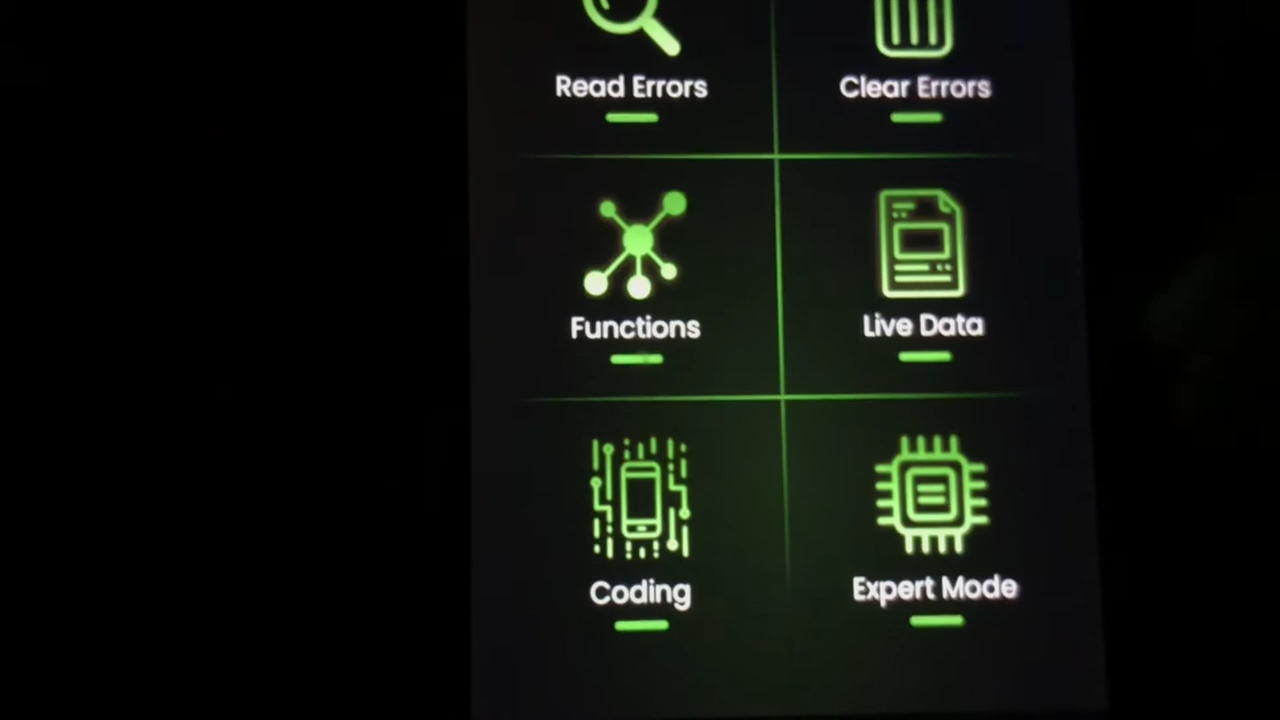 Read Errors
Clear Errors
Functions
Live Data
Coding
Expert Mode